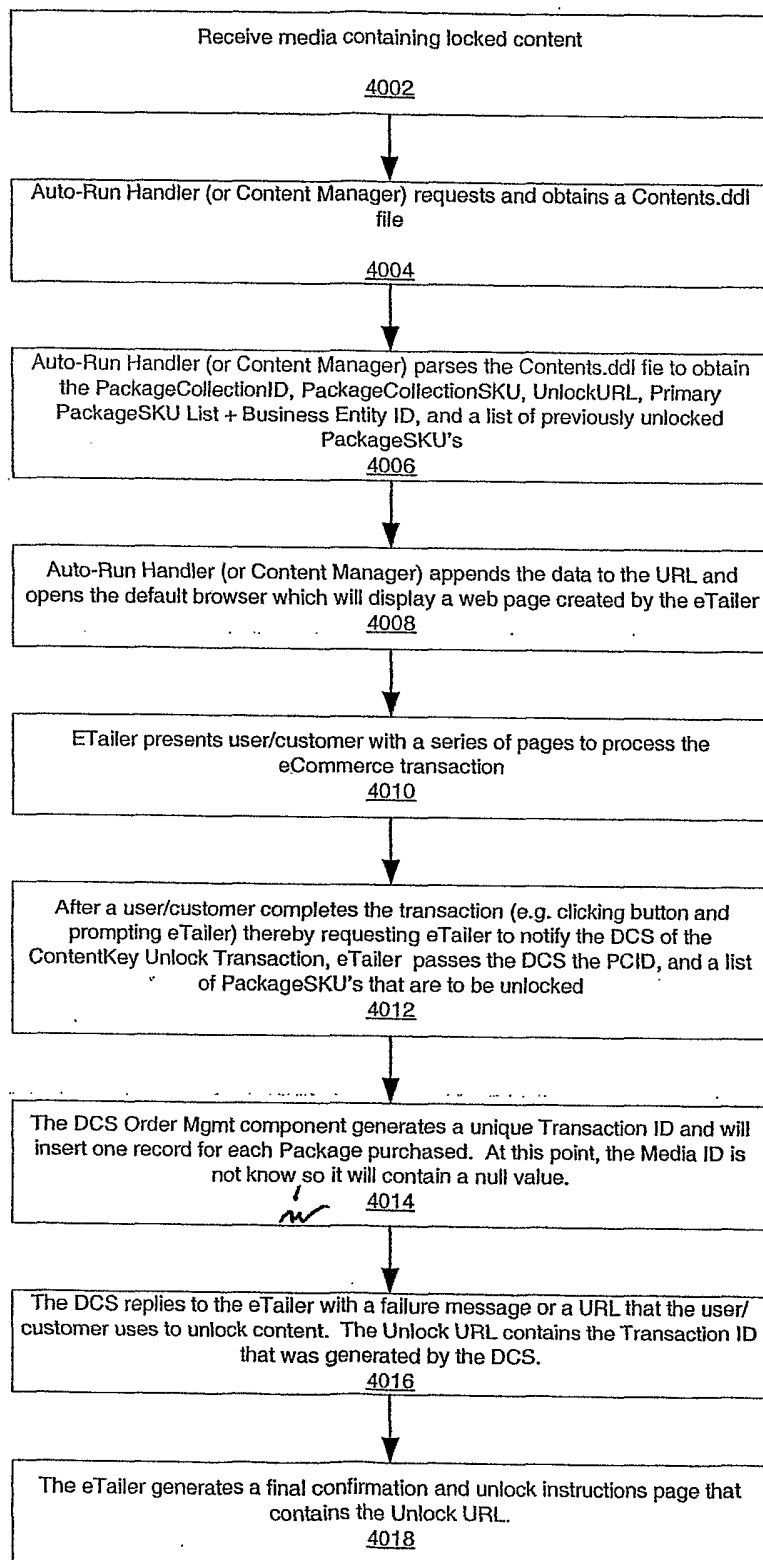 Receive media containing locked content
4002
Auto-Run Handler (or Content Manager) requests and obtains a Contents.ddl
file
4004
Auto-Run Handler (or Content Manager) parses the Contents.ddl fie to obtain
the PackageCollectionID, PackageCollectionSKU, UnlockURL, Primary
PackageSKU List + Business Entity ID, and a list of previously unlocked
PackageSKU's
4006
Auto-Run Handler (or Content Manager) appends the data to the URL and
opens the default browser which will display a web page created by the eTailer
4008
ETailer presents user/customer with a series of pages to process the
eCommerce transaction
4010
After a user/customer completes the transaction (e.g. clicking button and
prompting eTailer) thereby requesting eTailer to notify the DCS of the
ContentKey Unlock Transaction, eTailer passes the DCS the PCID, and a list
of PackageSKU's that are to be unlocked
4012
The DCS Order Mgmt component generates a unique Transaction ID and will
insert one record for each Package purchased. At this point, the Media ID is
not know so it will contain a null value.
4014
The DCS replies to the eTailer with a failure message or a URL that the user/
customer uses to unlock content. The Unlock URL contains the Transaction ID
that was generated by the DCS.
4016
The eTailer generates a final confirmation and unlock instructions page that
contains the Unlock URL.
4018